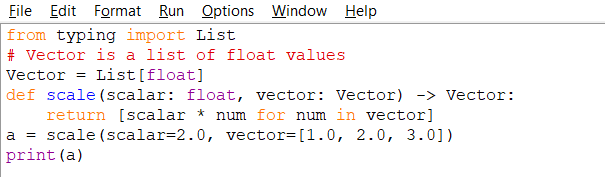 File Edit Format Run Options Window Help
from typing import List
# Vector is a list of float values
Vector = List[float]
def scale(scalar: float, vector: Vector) -> Vector:
    return [scalar * num for num in vector]
a = scale(scalar=2.0, vector=[1.0, 2.0, 3.0])
print(a)